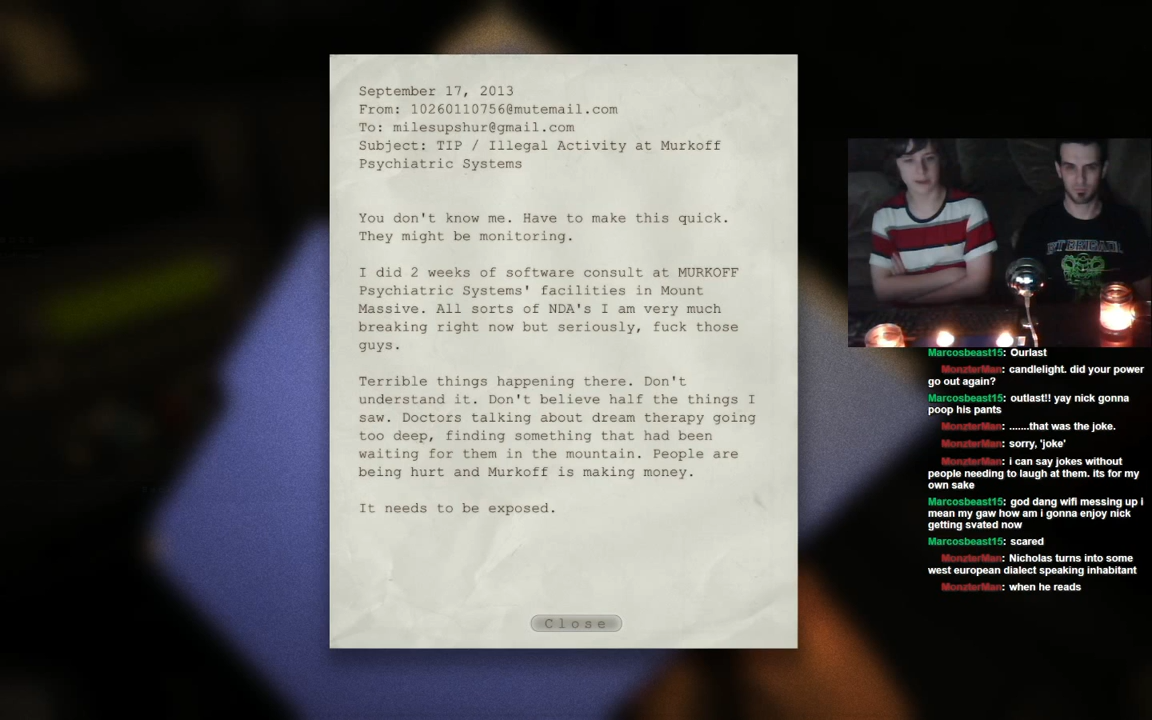 September 17, 2013
From: 10260110756@mutemail.com
To: milesupshur@gmail.com
Subject: TIP / Illegal Activity at Murkoff
Psychiatric Systems
You don't know me. Have to make this quick.
They might be monitoring.
I did 2 weeks of software consult at MURKOFF
Psychiatric Systems' facilities in Mount
Massive. All sorts of NDA's I am very much
breaking right now but seriously, fuck those
guys.
Terrible things happening there. Don't
understand it. Don't believe half the things I
saw. Doctors talking about dream therapy going
too deep, finding something that had been
waiting for them in the mountain. People are
being hurt and Murkoff is making money.
It needs to be exposed.
Close
Marcosbeast15: Ourlast
MonzterMan: candlelight. did your power
go out again?
Marcosbeast15: outlast!! yay nick gonna
poop his pants
MonzterMan: .......that was the joke.
MonzterMan: sorry, 'joke'
MonzterMan: i can say jokes without
people needing to laugh at them. its for my
own sake
Marcosbeast15: god dang wifi messing up i
mean my gaw how am i gonna enjoy nick
getting svated now
Marcosbeast15: scared
MonzterMan: Nicholas turns into some
west european dialect speaking inhabitant
MonzterMan: when he reads